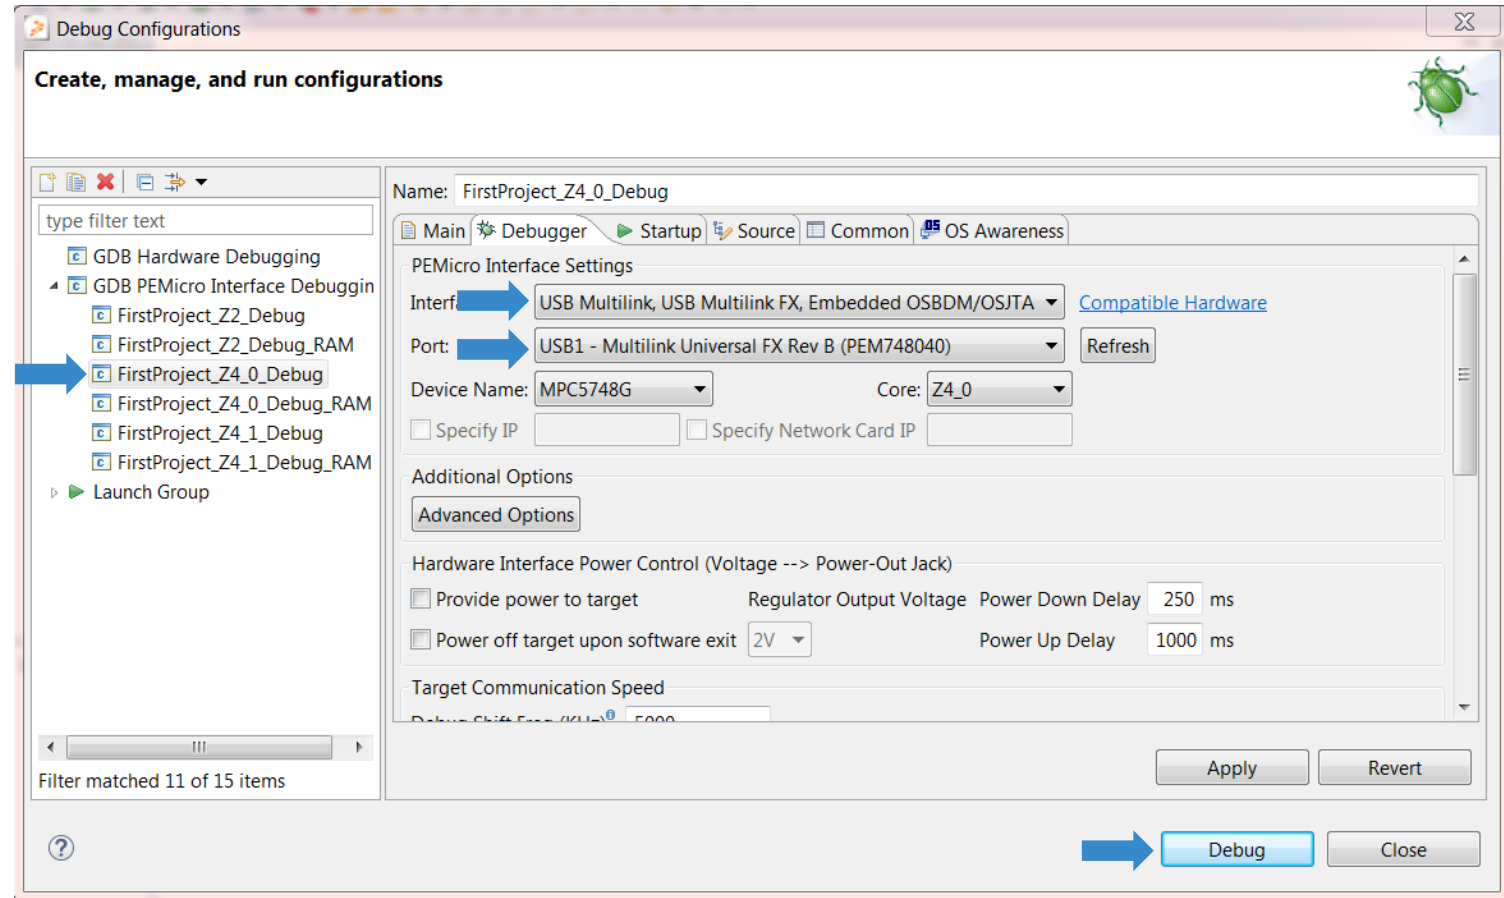 Debug Configurations
Create, manage, and run configurations
type filter text
GDB Hardware Debugging
GDB PEMicro Interface Debuggin
FirstProject_Z2_Debug
FirstProject_Z2_Debug_RAM
FirstProject_Z4_0_Debug
FirstProject_Z4_0_Debug_RAM
FirstProject_Z4_1_Debug
FirstProject_Z4_1_Debug_RAM
Launch Group
Filter matched 11 of 15 items
Name: FirstProject_Z4_0_Debug
Main Debugger Startup Source Common OS Awareness
PEMicro Interface Settings
Interf USB Multilink, USB Multilink FX, Embedded OSBDM/OSJTA Compatible Hardware
Port: USB1 - Multilink Universal FX Rev B (PEM748040) Refresh
Device Name: MPC5748G Core: Z4_0
Specify IP Specify Network Card IP
Additional Options
Advanced Options
Hardware Interface Power Control (Voltage --> Power-Out Jack)
Provide power to target Regulator Output Voltage Power Down Delay 250 ms
Power off target upon software exit 2V Power Up Delay 1000 ms
Target Communication Speed
Debug Shift Freq (KHz) 5000
Apply Revert
Debug Close